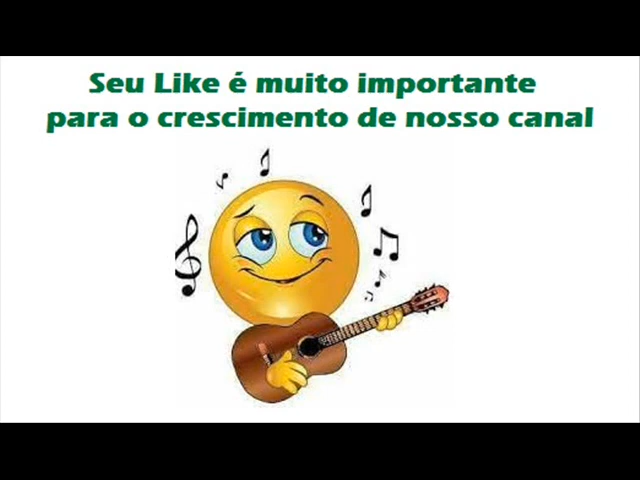 Seu Like é muito importante
para o crescimento de nosso canal